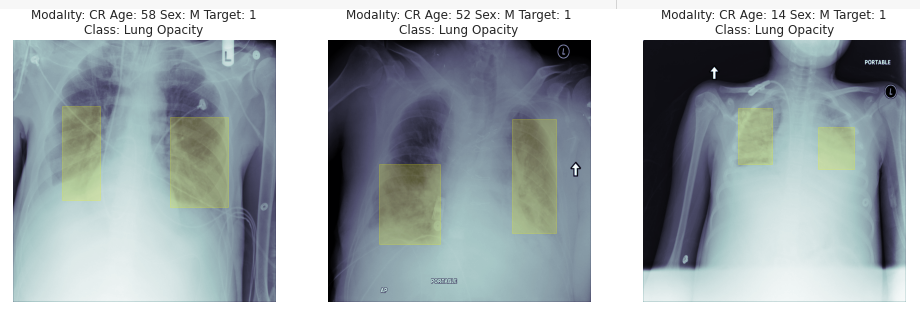 Modality: CR Age: 58 Sex: M Target: 1
Class: Lung Opacity
L
Modality: CR Age: 52 Sex: M Target: 1
Class: Lung Opacity
L
PORTABLE
AP
Modality: CR Age: 14 Sex: M Target: 1
Class: Lung Opacity
PORTABLE
L